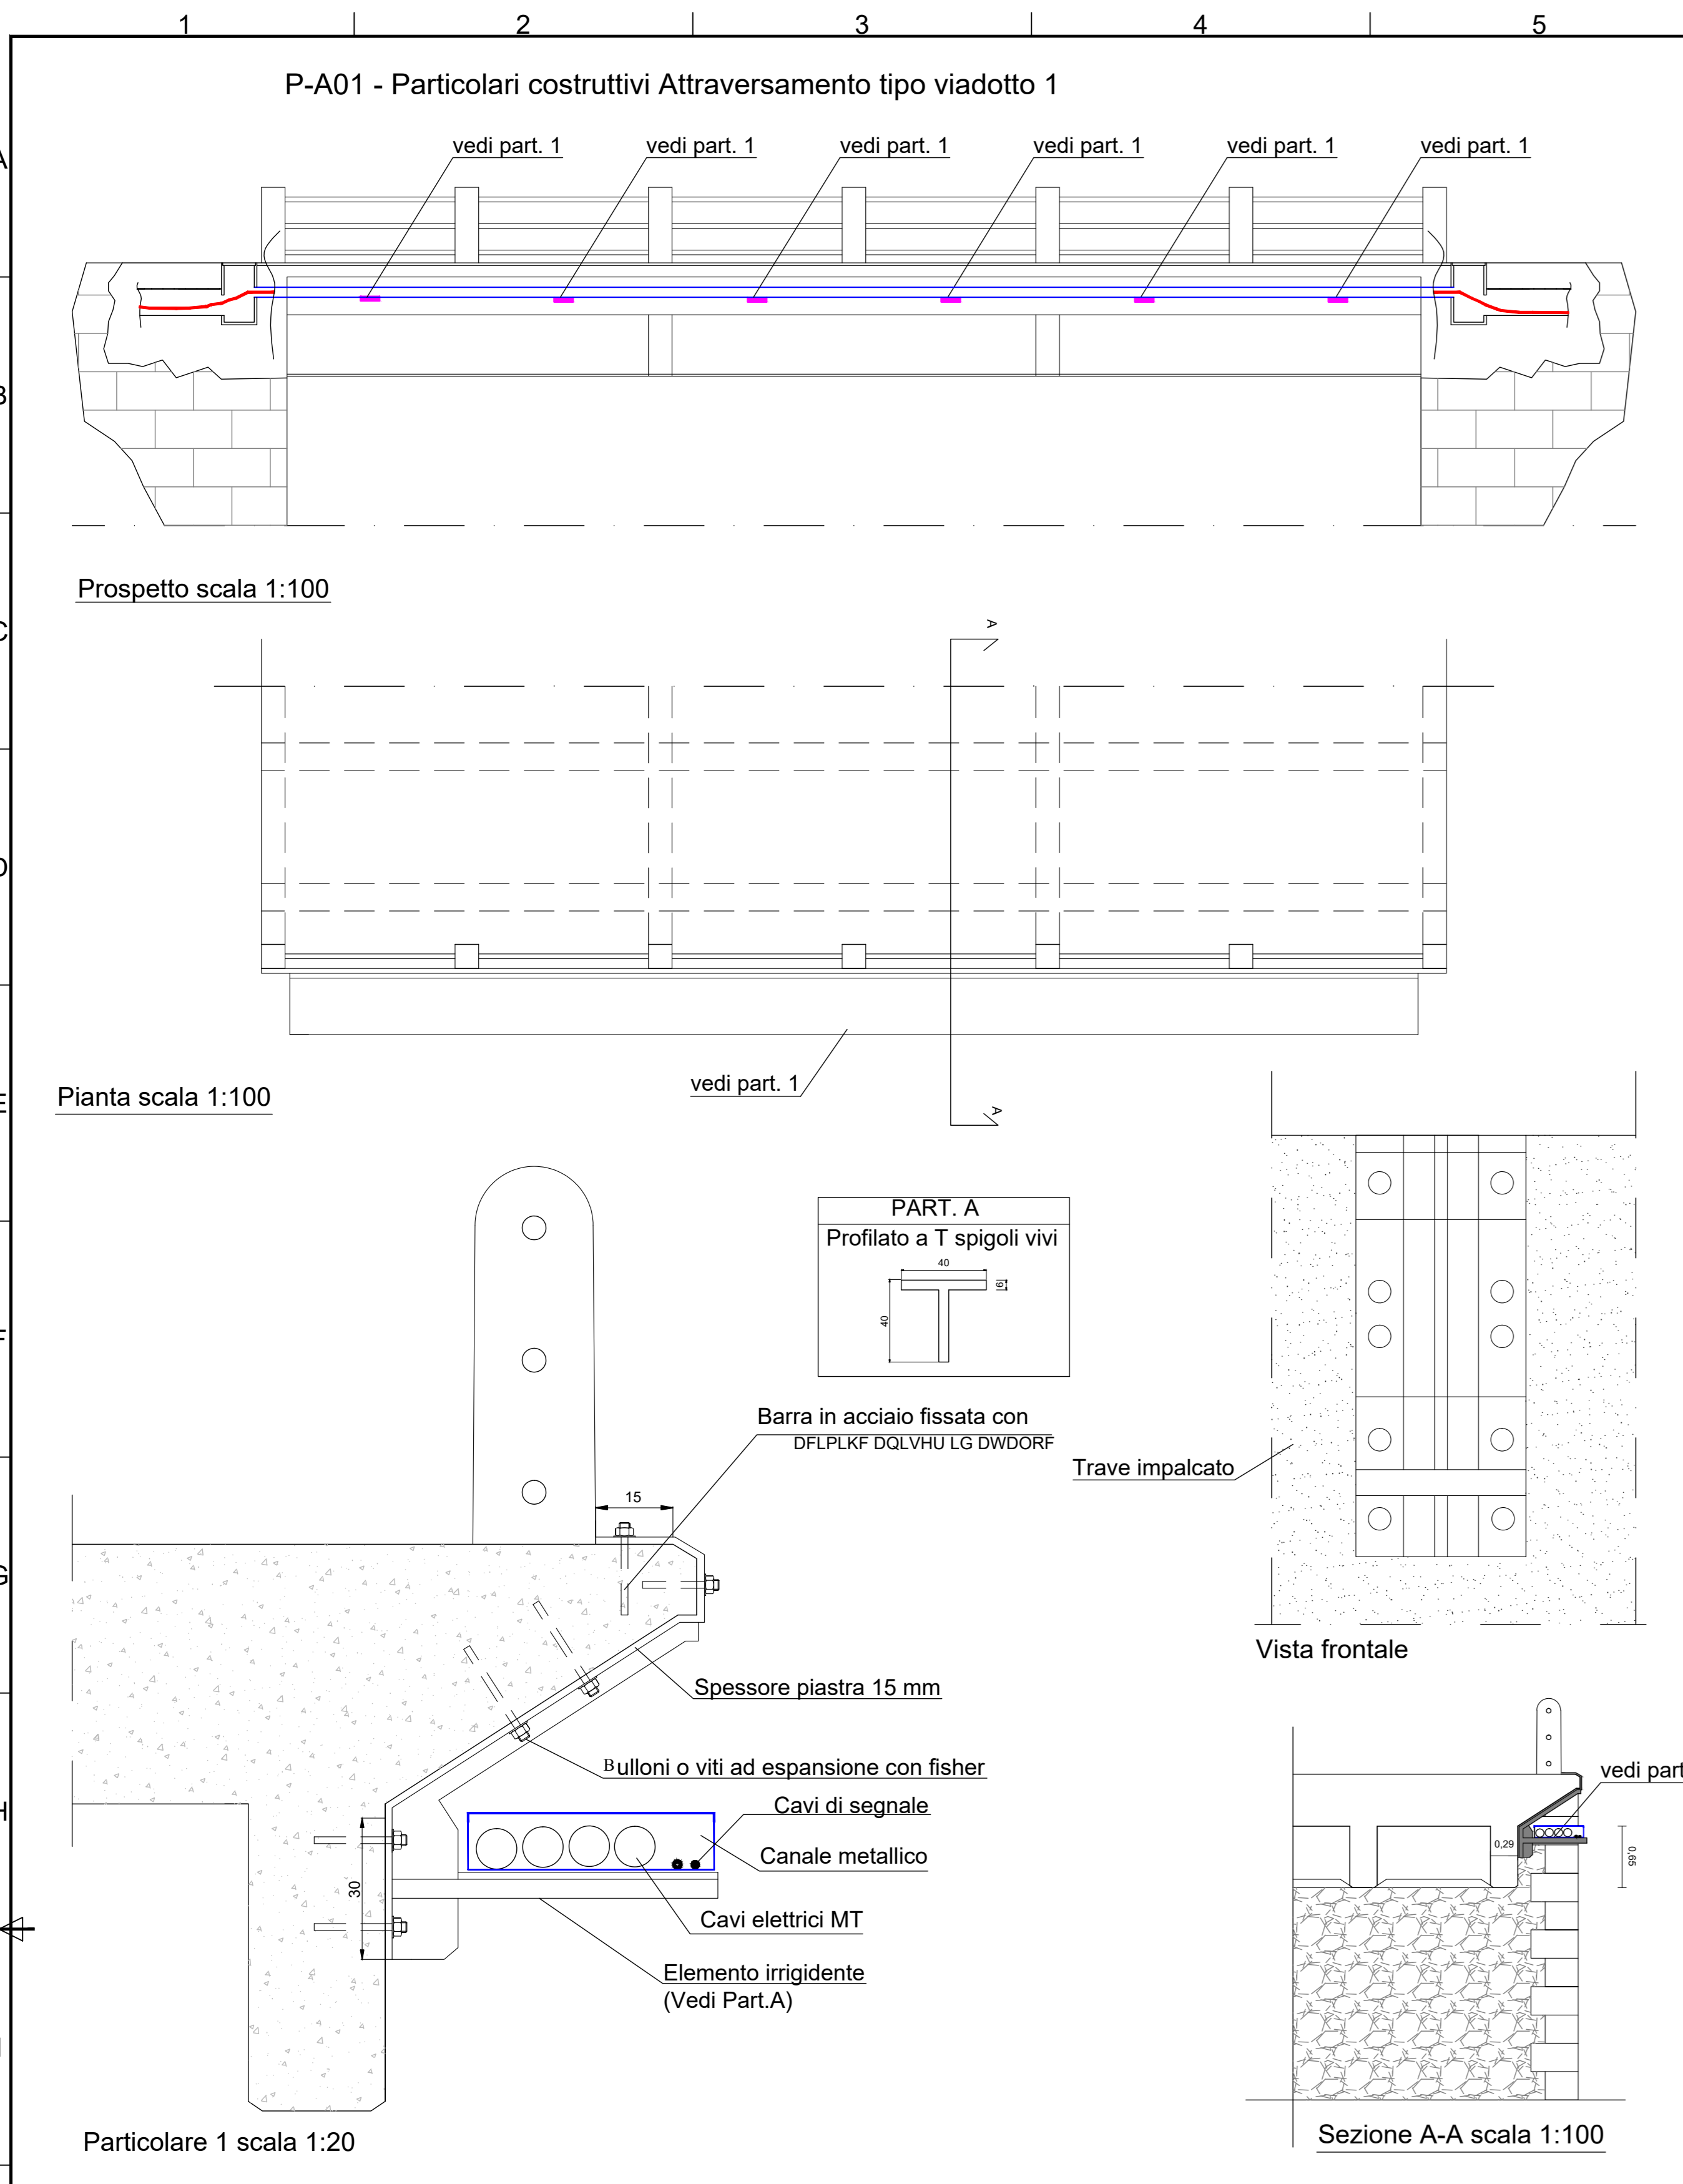 1 2 3 4 5
P-A01 - Particolari costruttivi Attraversamento tipo viadotto 1
vedi part. 1 vedi part. 1 vedi part. 1 vedi part. 1 vedi part. 1 vedi part. 1
A
B
Prospetto scala 1:100
C
A
D
vedi part. 1
Pianta scala 1:100
A
E
PART. A
Profilato a T spigoli vivi
40
6
40
F
Barra in acciaio fissata con
DFLPLKF DQLVHU LG DWDORF
Trave impalcato
15
G
Vista frontale
Spessore piastra 15 mm
Bulloni o viti ad espansione con fisher
vedi part
H
Cavi di segnale
Canale metallico
0,29
0,65
30
Cavi elettrici MT
Elemento irrigidente
(Vedi Part.A)
Particolare 1 scala 1:20
Sezione A-A scala 1:100